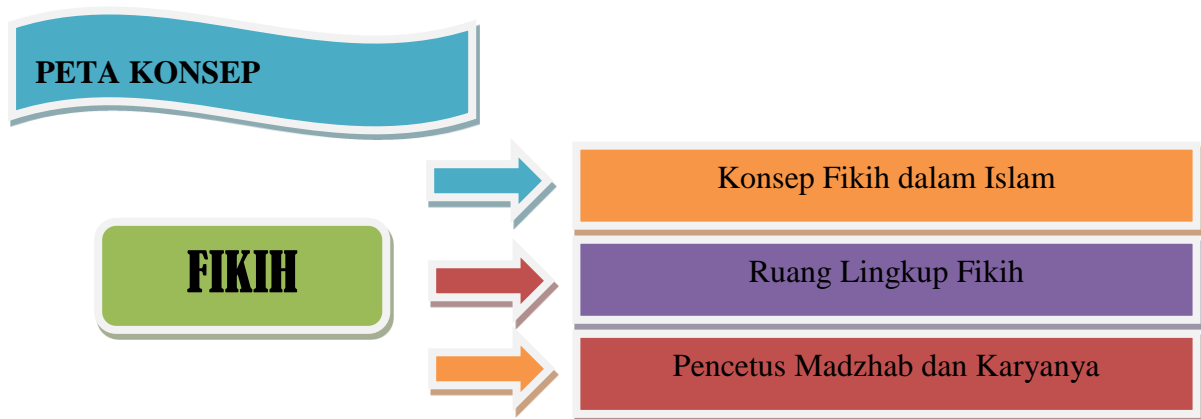 PETA KONSEP
Konsep Fikih dalam Islam
FIKIH
Ruang Lingkup Fikih
Pencetus Madzhab dan Karyanya